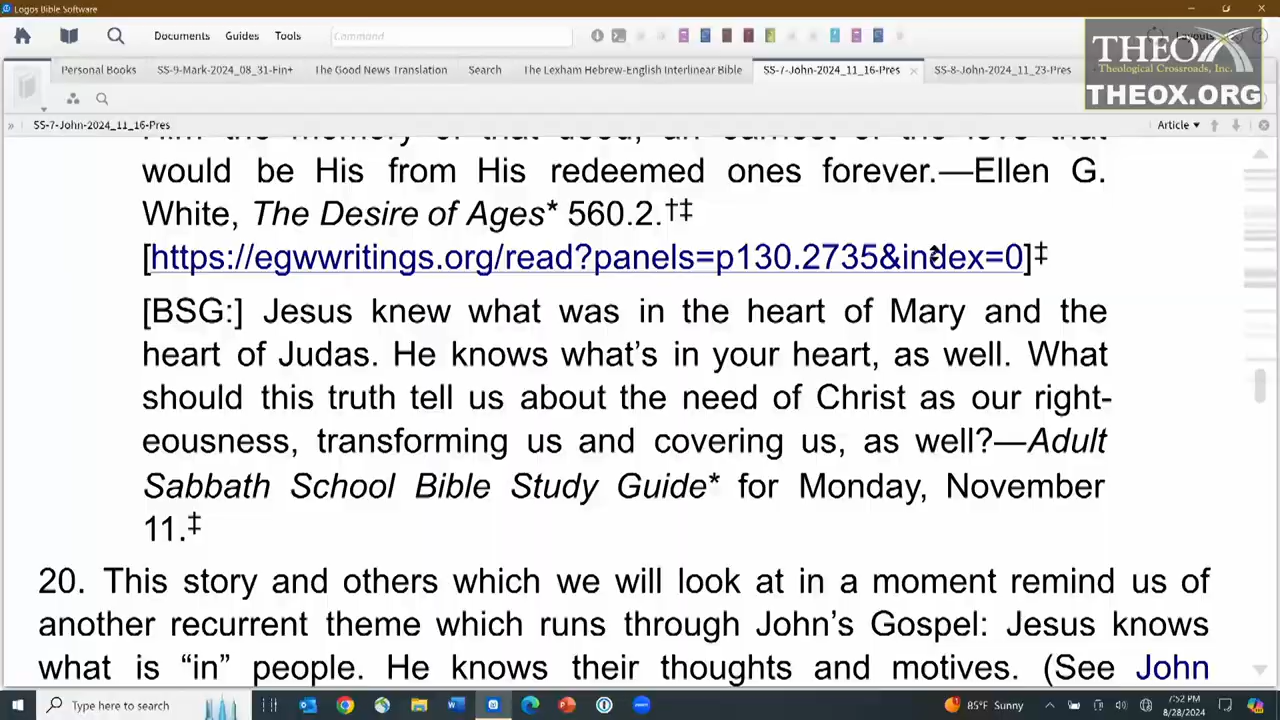 Logos Bible Software
Documents Guides Tools Command
THEOX
Theological Crossroads, Inc.
THEOX.ORG
Personal Books SS-9-Mark-2024_08_31-Fin+ The Lexham Hebrew-English Interlinear Bible SS-7-John-2024_11_16-Pres SS-8-John-2024_11_23-Pres
SS-7-John-2024_11_16-Pres Article
would be His from His redeemed ones forever.—Ellen G.
White, The Desire of Ages* 560.2.†‡
[https://egwwritings.org/read?panels=p130.2735&index=0]‡
[BSG:] Jesus knew what was in the heart of Mary and the
heart of Judas. He knows what’s in your heart, as well. What
should this truth tell us about the need of Christ as our right-
eousness, transforming us and covering us, as well?—Adult
Sabbath School Bible Study Guide* for Monday, November
11.‡
20. This story and others which we will look at in a moment remind us of
another recurrent theme which runs through John’s Gospel: Jesus knows
what is “in” people. He knows their thoughts and motives. (See John
Type here to search 85°F Sunny 7:52 PM
8/28/2024